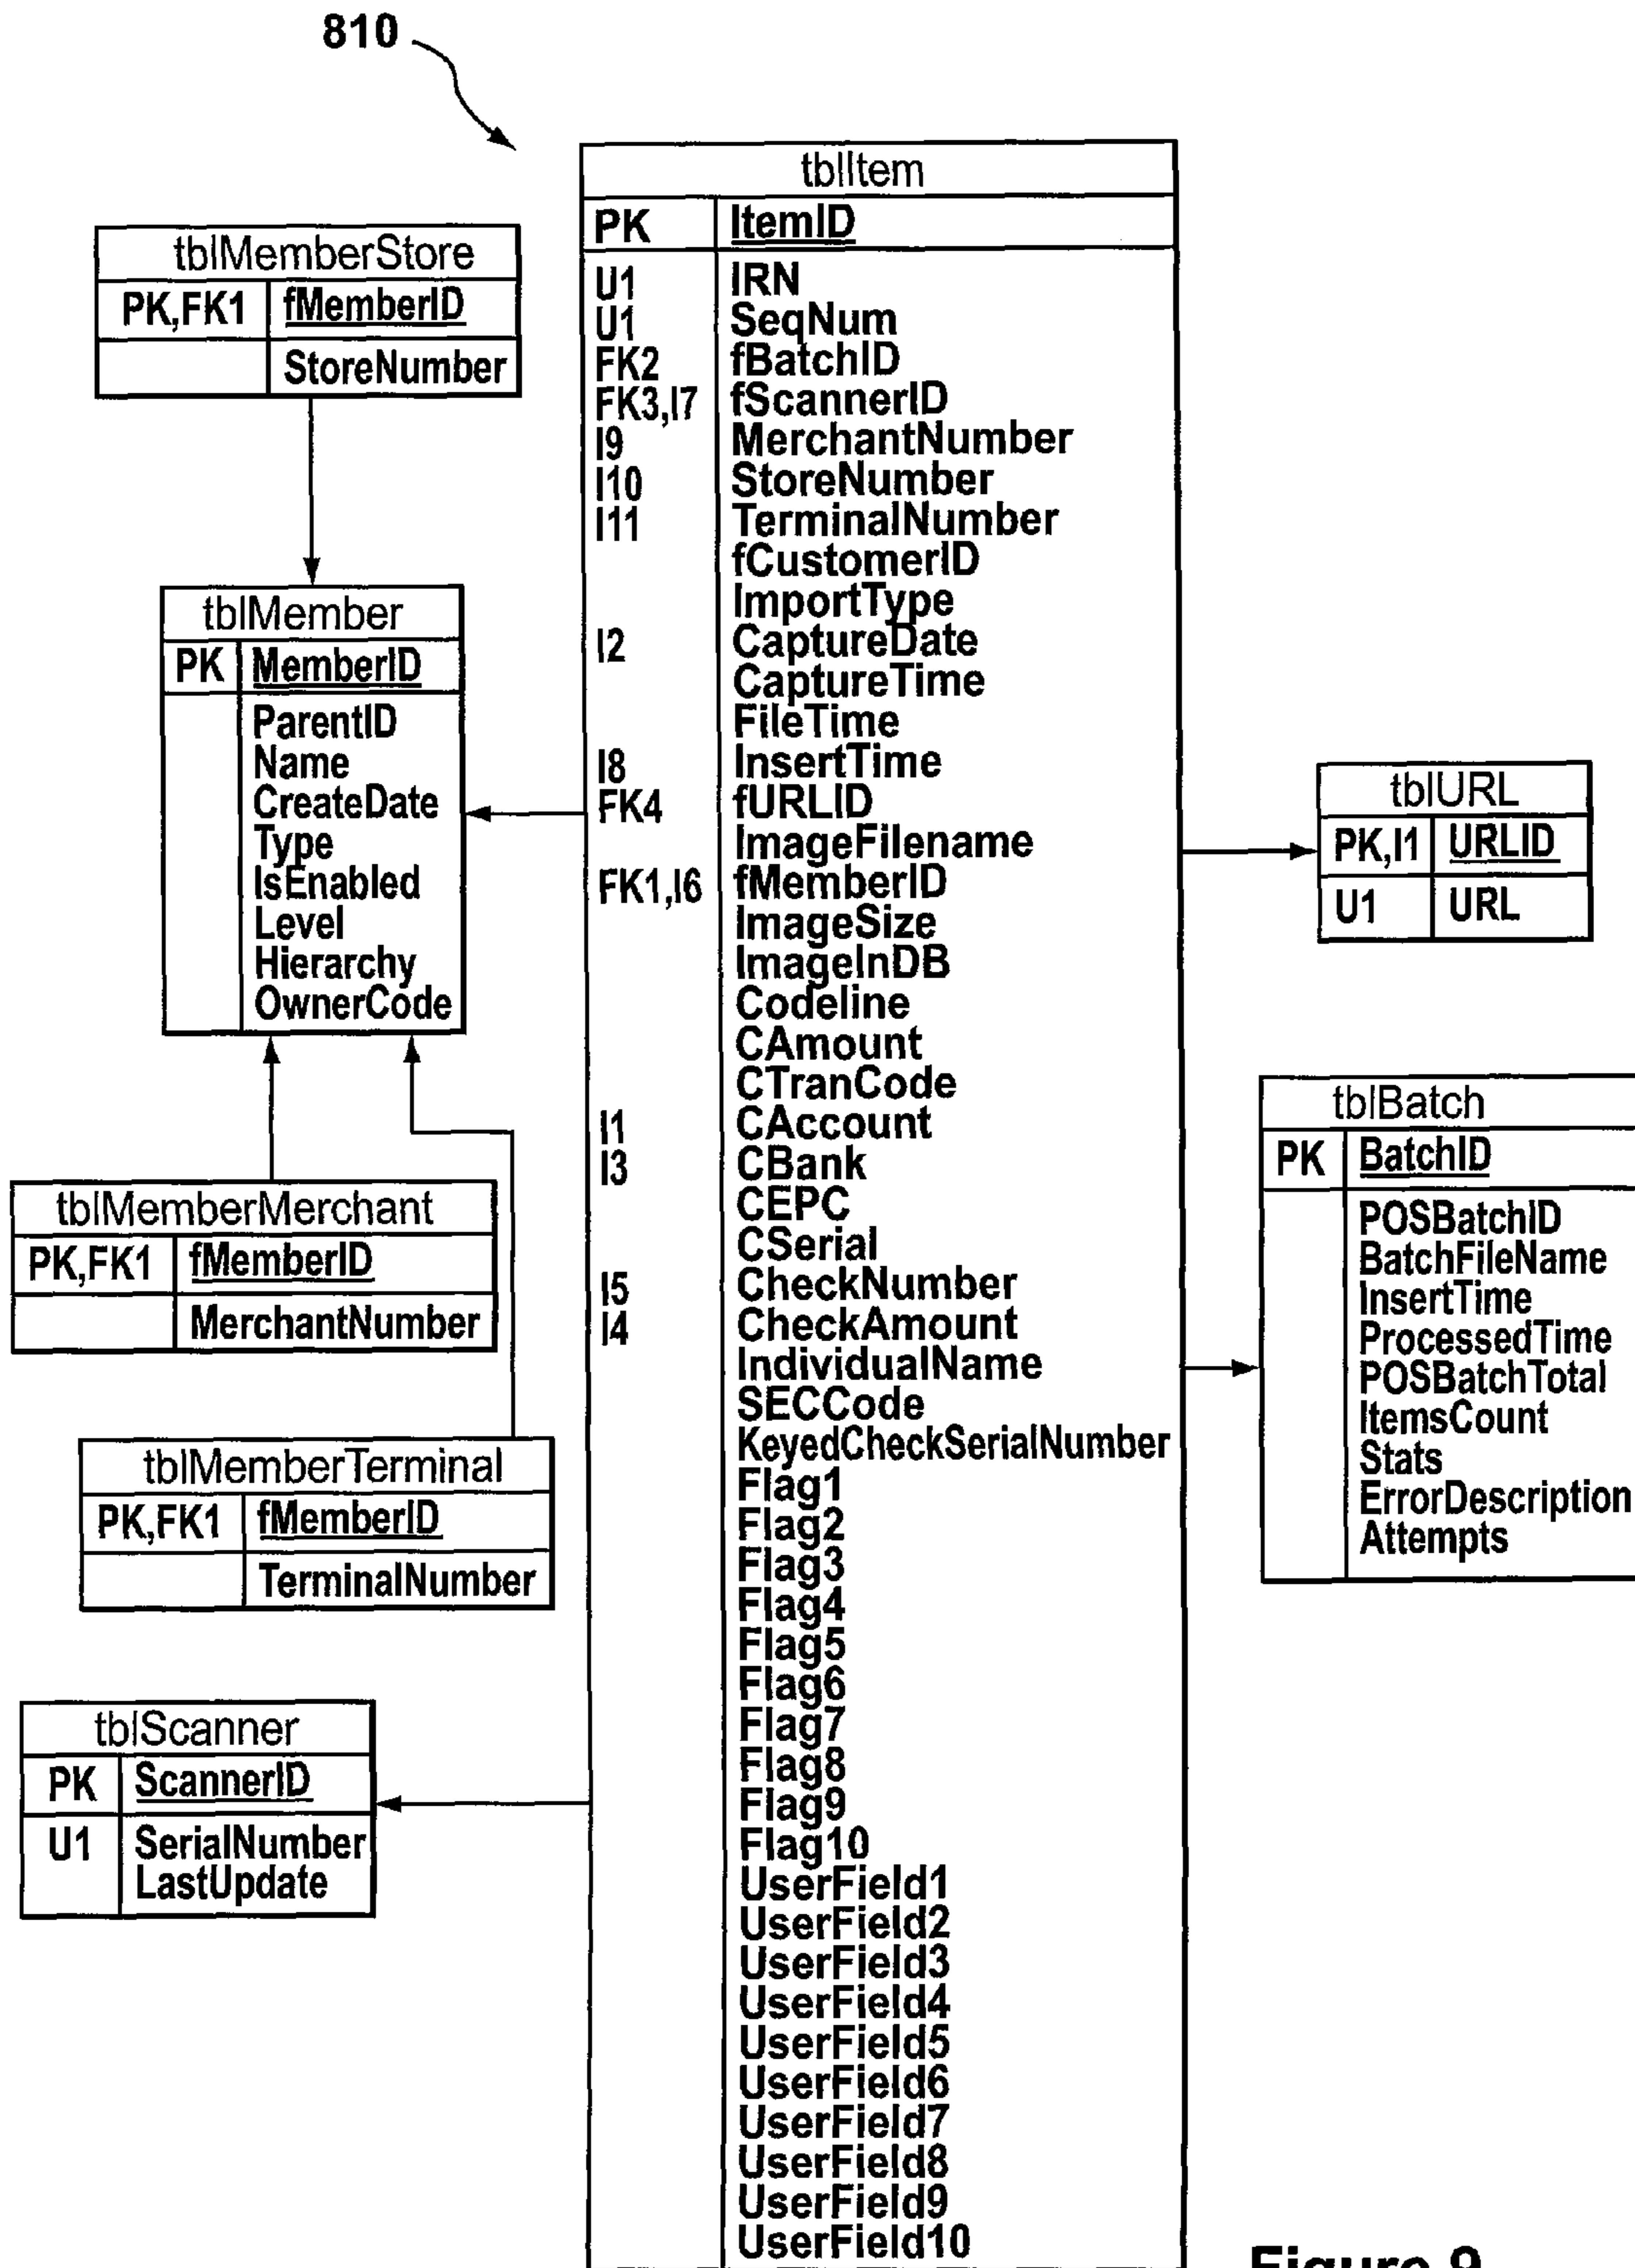 810
tblItem
PK ItemID
U1 IRN
U1 SeqNum
FK2 fBatchID
FK3,I7 fScannerID
I9 MerchantNumber
I10 StoreNumber
I11 TerminalNumber
fCustomerID
ImportType
I2 CaptureDate
CaptureTime
FileTime
I8 InsertTime
FK4 fURLID
ImageFilename
FK1,I6 fMemberID
ImageSize
ImageInDB
Codeline
CAmount
CTranCode
I1 CAccount
I3 CBank
CEPC
CSerial
I5 CheckNumber
I4 CheckAmount
IndividualName
SECCode
KeyedCheckSerialNumber
Flag1
Flag2
Flag3
Flag4
Flag5
Flag6
Flag7
Flag8
Flag9
Flag10
UserField1
UserField2
UserField3
UserField4
UserField5
UserField6
UserField7
UserField8
UserField9
UserField10
tblMemberStore
PK,FK1 fMemberID
StoreNumber
tblMember
PK MemberID
ParentID
Name
CreateDate
Type
IsEnabled
Level
Hierarchy
OwnerCode
tblMemberMerchant
PK,FK1 fMemberID
MerchantNumber
tblMemberTerminal
PK,FK1 fMemberID
TerminalNumber
tblScanner
PK ScannerID
U1 SerialNumber
LastUpdate
tblURL
PK,I1 URLID
U1 URL
tblBatch
PK BatchID
POSBatchID
BatchFileName
InsertTime
ProcessedTime
POSBatchTotal
ItemsCount
Stats
ErrorDescription
Attempts
Figure 9